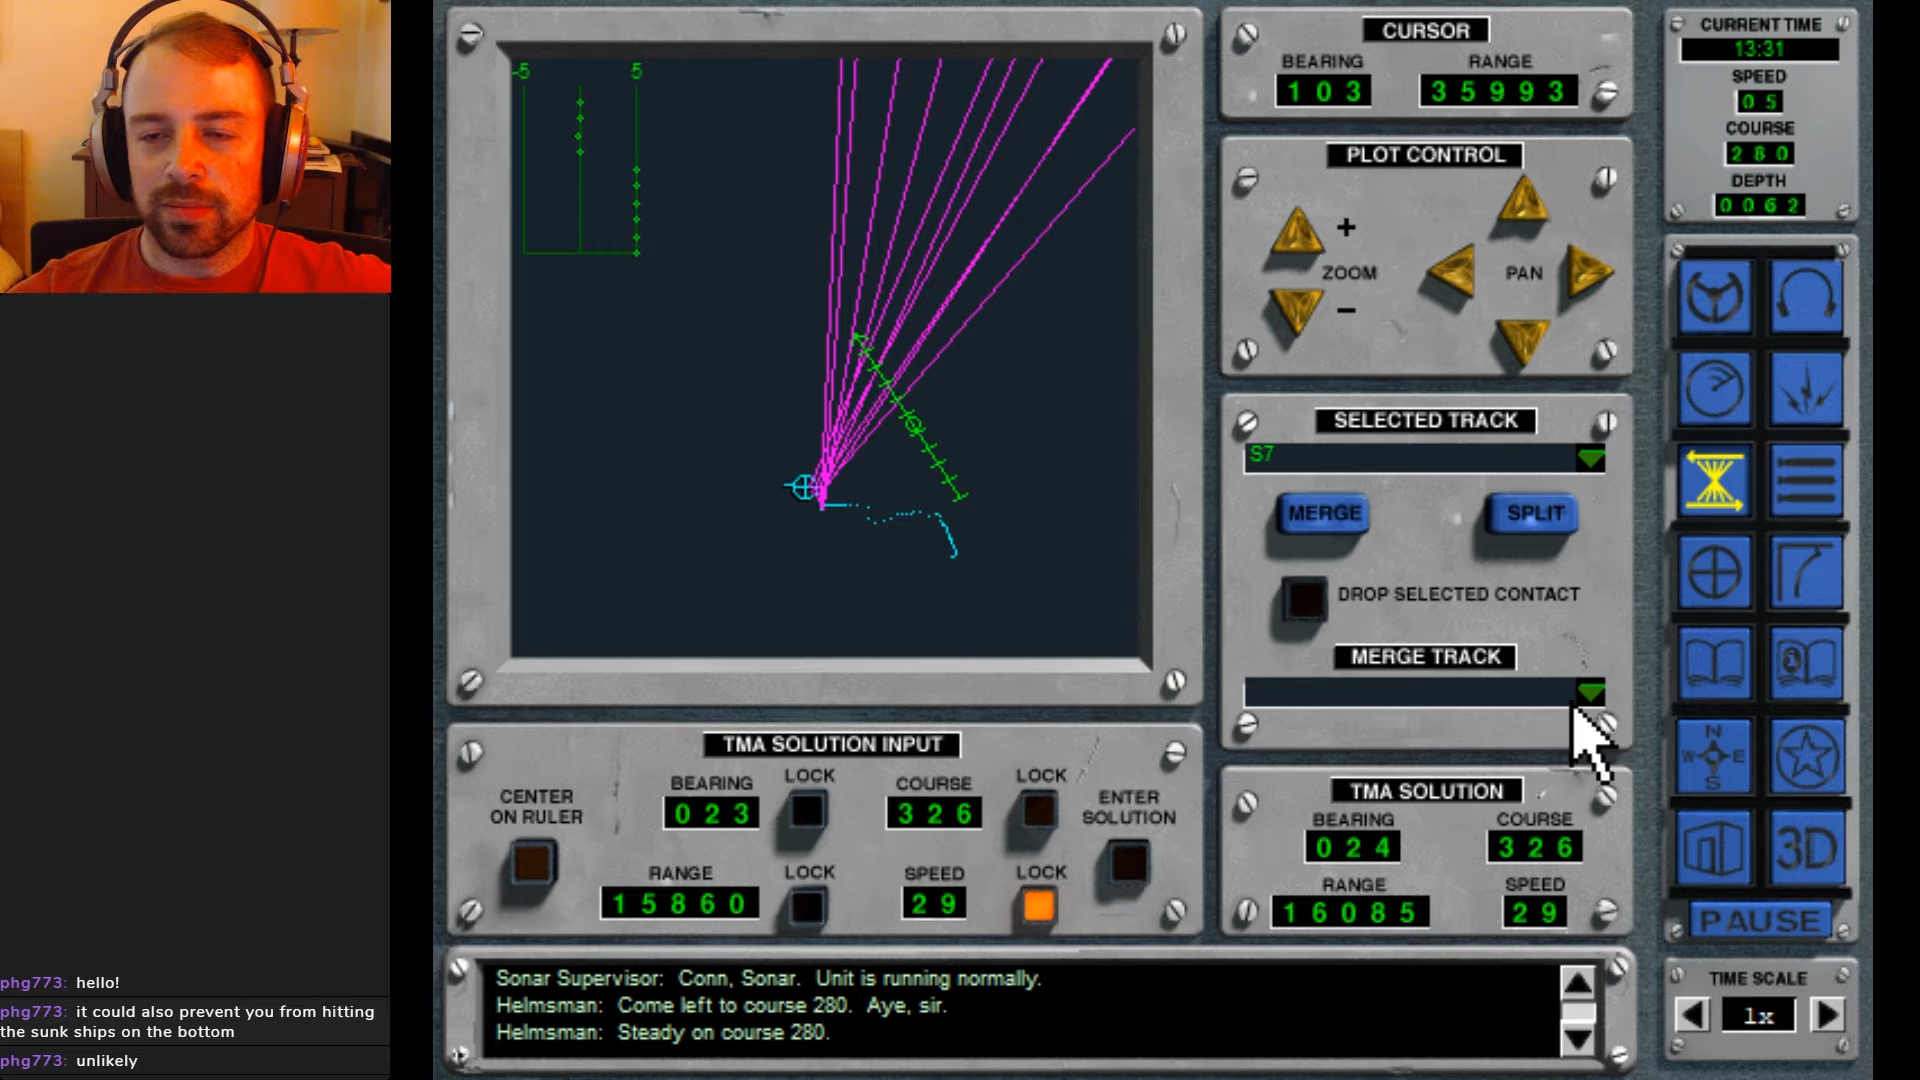 -5 5
CURSOR
BEARING RANGE
103 35993
PLOT CONTROL
+
ZOOM PAN
-
SELECTED TRACK
S7
MERGE SPLIT
DROP SELECTED CONTACT
MERGE TRACK
TMA SOLUTION INPUT
BEARING LOCK COURSE LOCK
CENTER ON RULER
023 326
ENTER SOLUTION
RANGE LOCK SPEED LOCK
15860 29
TMA SOLUTION
BEARING COURSE
024 326
RANGE SPEED
16085 29
CURRENT TIME
13:31
SPEED
05
COURSE
280
DEPTH
0062
N
W E
S
3D
PAUSE
TIME SCALE
1x
Sonar Supervisor: Conn, Sonar. Unit is running normally.
Helmsman: Come left to course 280. Aye, sir.
Helmsman: Steady on course 280.
phg773: hello!
phg773: it could also prevent you from hitting
the sunk ships on the bottom
phg773: unlikely